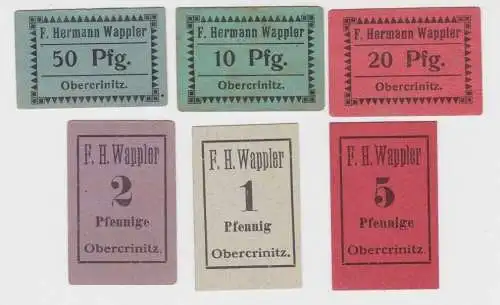 F. Hermann Wappler
50 Pfg.
Obercrinitz.
F. Hermann Wappler
10 Pfg.
Obercrinitz.
F. Hermann Wappler
20 Pfg.
Obercrinitz.
F. H. Wappler
2
Pfennige
Obercrinitz.
F. H. Wappler
1
Pfennig
Obercrinitz.
F. H. Wappler
5
Pfennige
Obercrinitz.